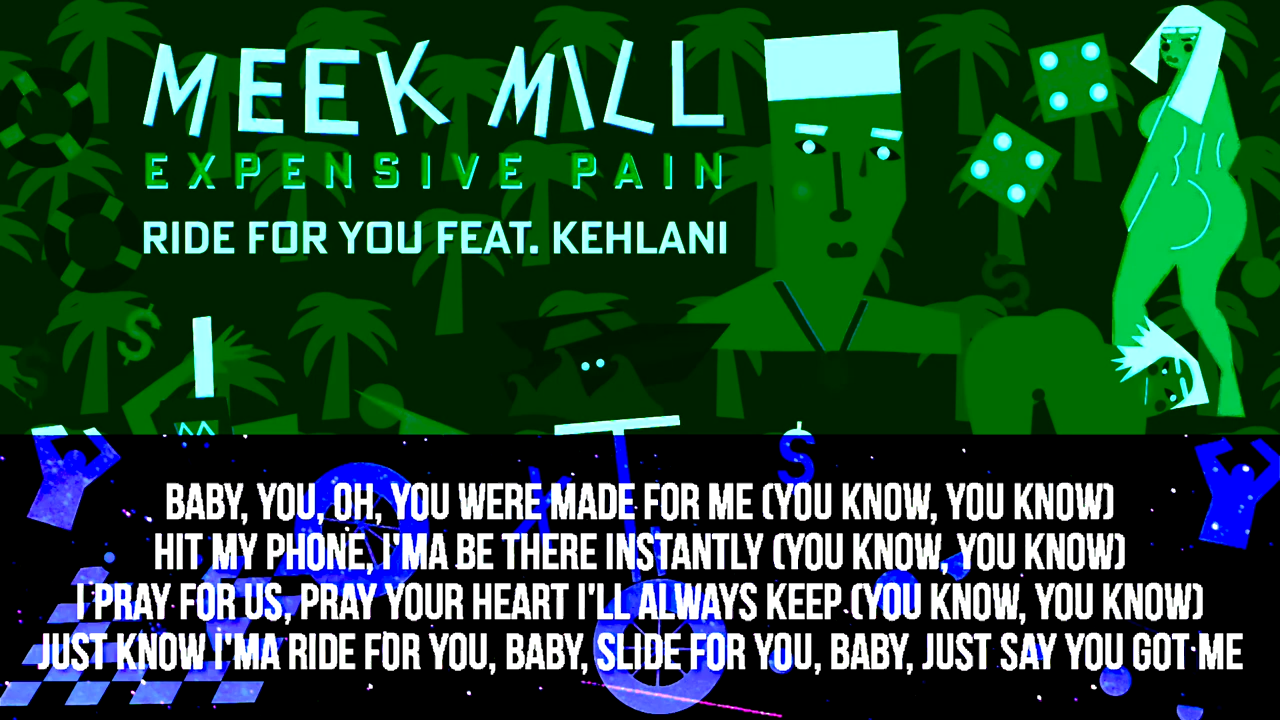 MEEK MILL
EXPENSIVE PAIN
RIDE FOR YOU FEAT. KEHLANI
$
$
$
BABY, YOU, OH, YOU WERE MADE FOR ME (YOU KNOW, YOU KNOW)
HIT MY PHONE, I'MA BE THERE INSTANTLY (YOU KNOW, YOU KNOW)
I PRAY FOR US, PRAY YOUR HEART I'LL ALWAYS KEEP (YOU KNOW, YOU KNOW)
JUST KNOW I'MA RIDE FOR YOU, BABY, SLIDE FOR YOU, BABY, JUST SAY YOU GOT ME